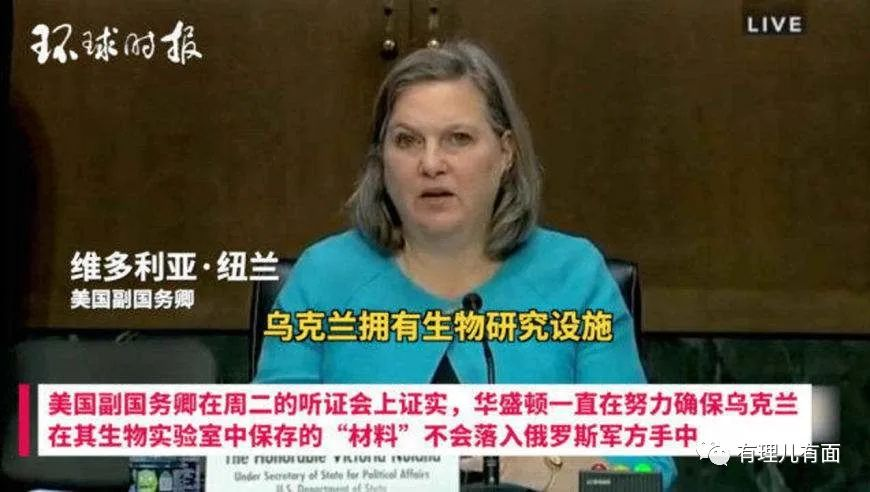 环球时报
LIVE
维多利亚·纽兰
美国副国务卿
乌克兰拥有生物研究设施
美国副国务卿在周二的听证会上证实，华盛顿一直在努力确保乌克兰
在其生物实验室中保存的“材料”不会落入俄罗斯军方手中
有理儿有面
The Honorable Victoria Nuland
Under Secretary of State for Political Affairs
U.S. Department of State